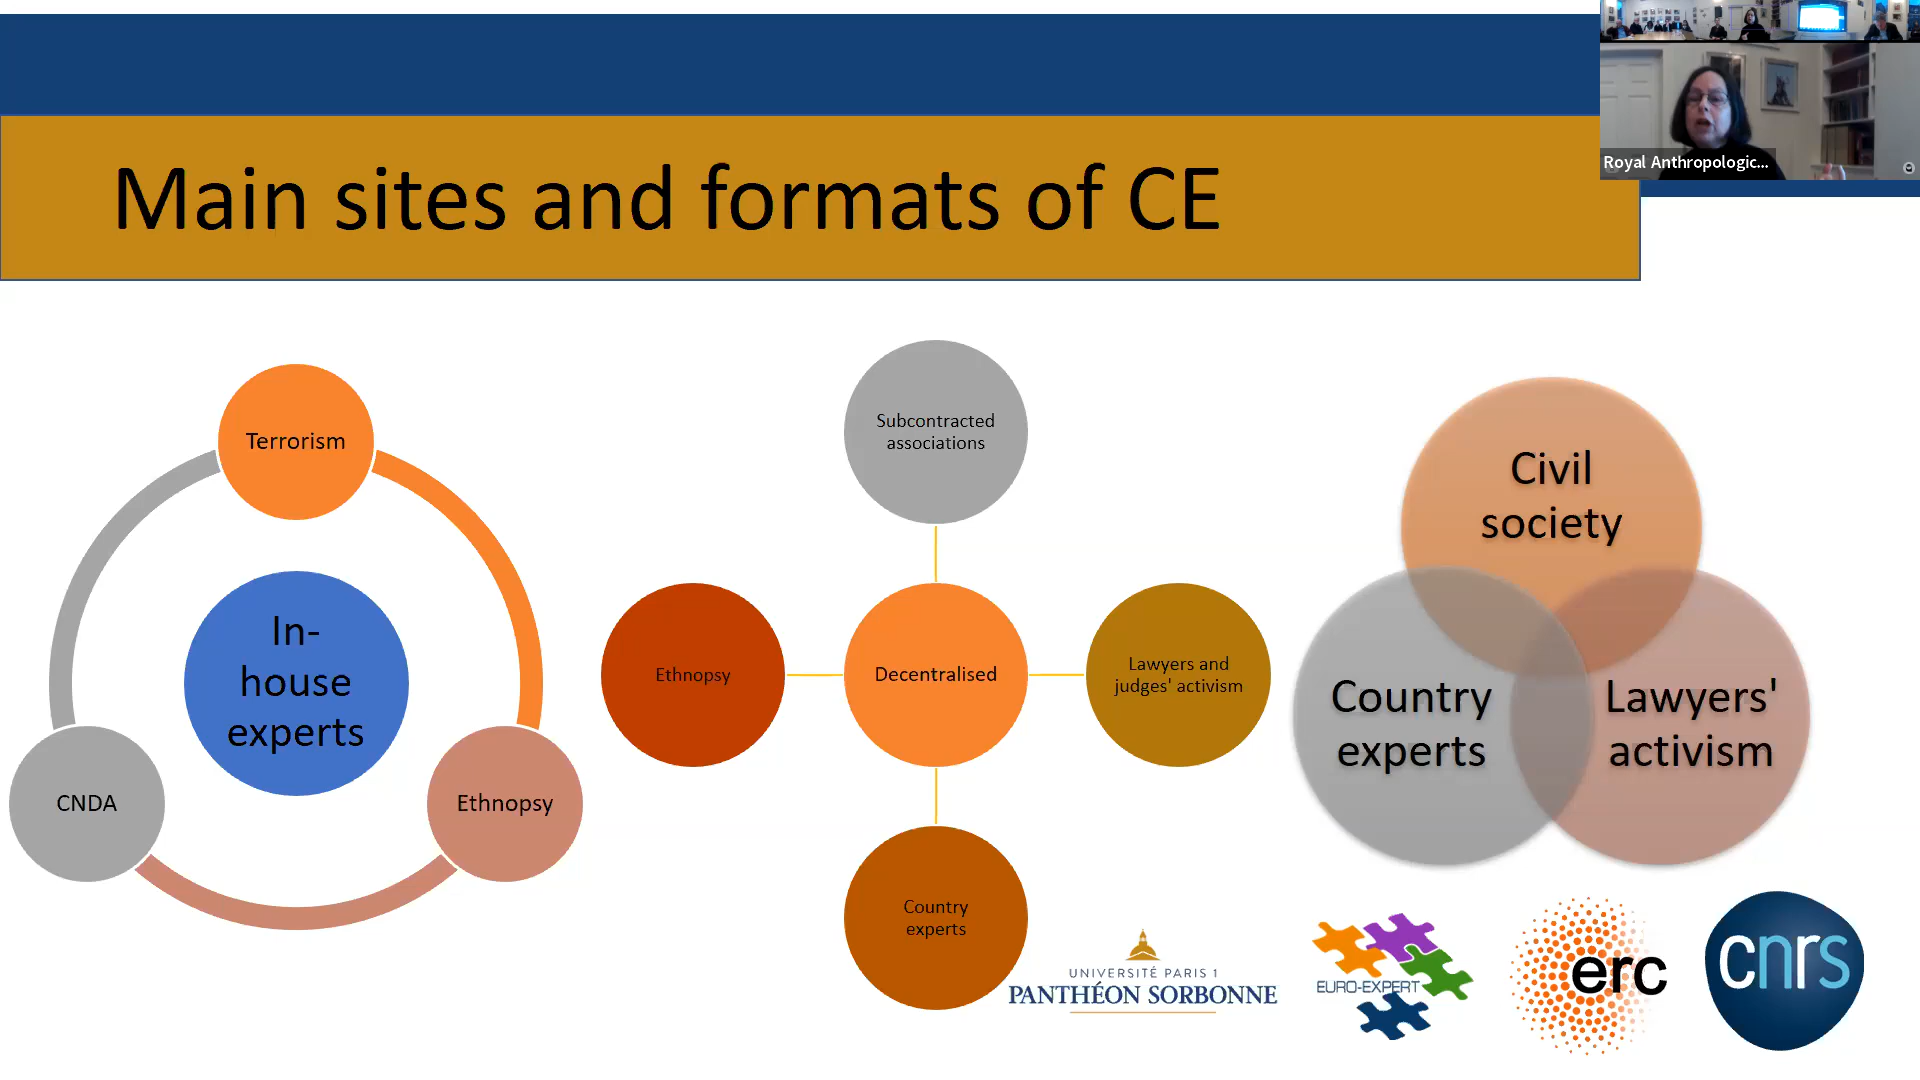 Royal Anthropologic...
Main sites and formats of CE
Terrorism
In-
house
experts
CNDA
Ethnopsy
Subcontracted
associations
Ethnopsy
Decentralised
Lawyers and
judges' activism
Country
experts
Civil
society
Country
experts
Lawyers'
activism
UNIVERSITÉ PARIS 1
PANTHÉON SORBONNE
EURO-EXPERT
erc
cnrs